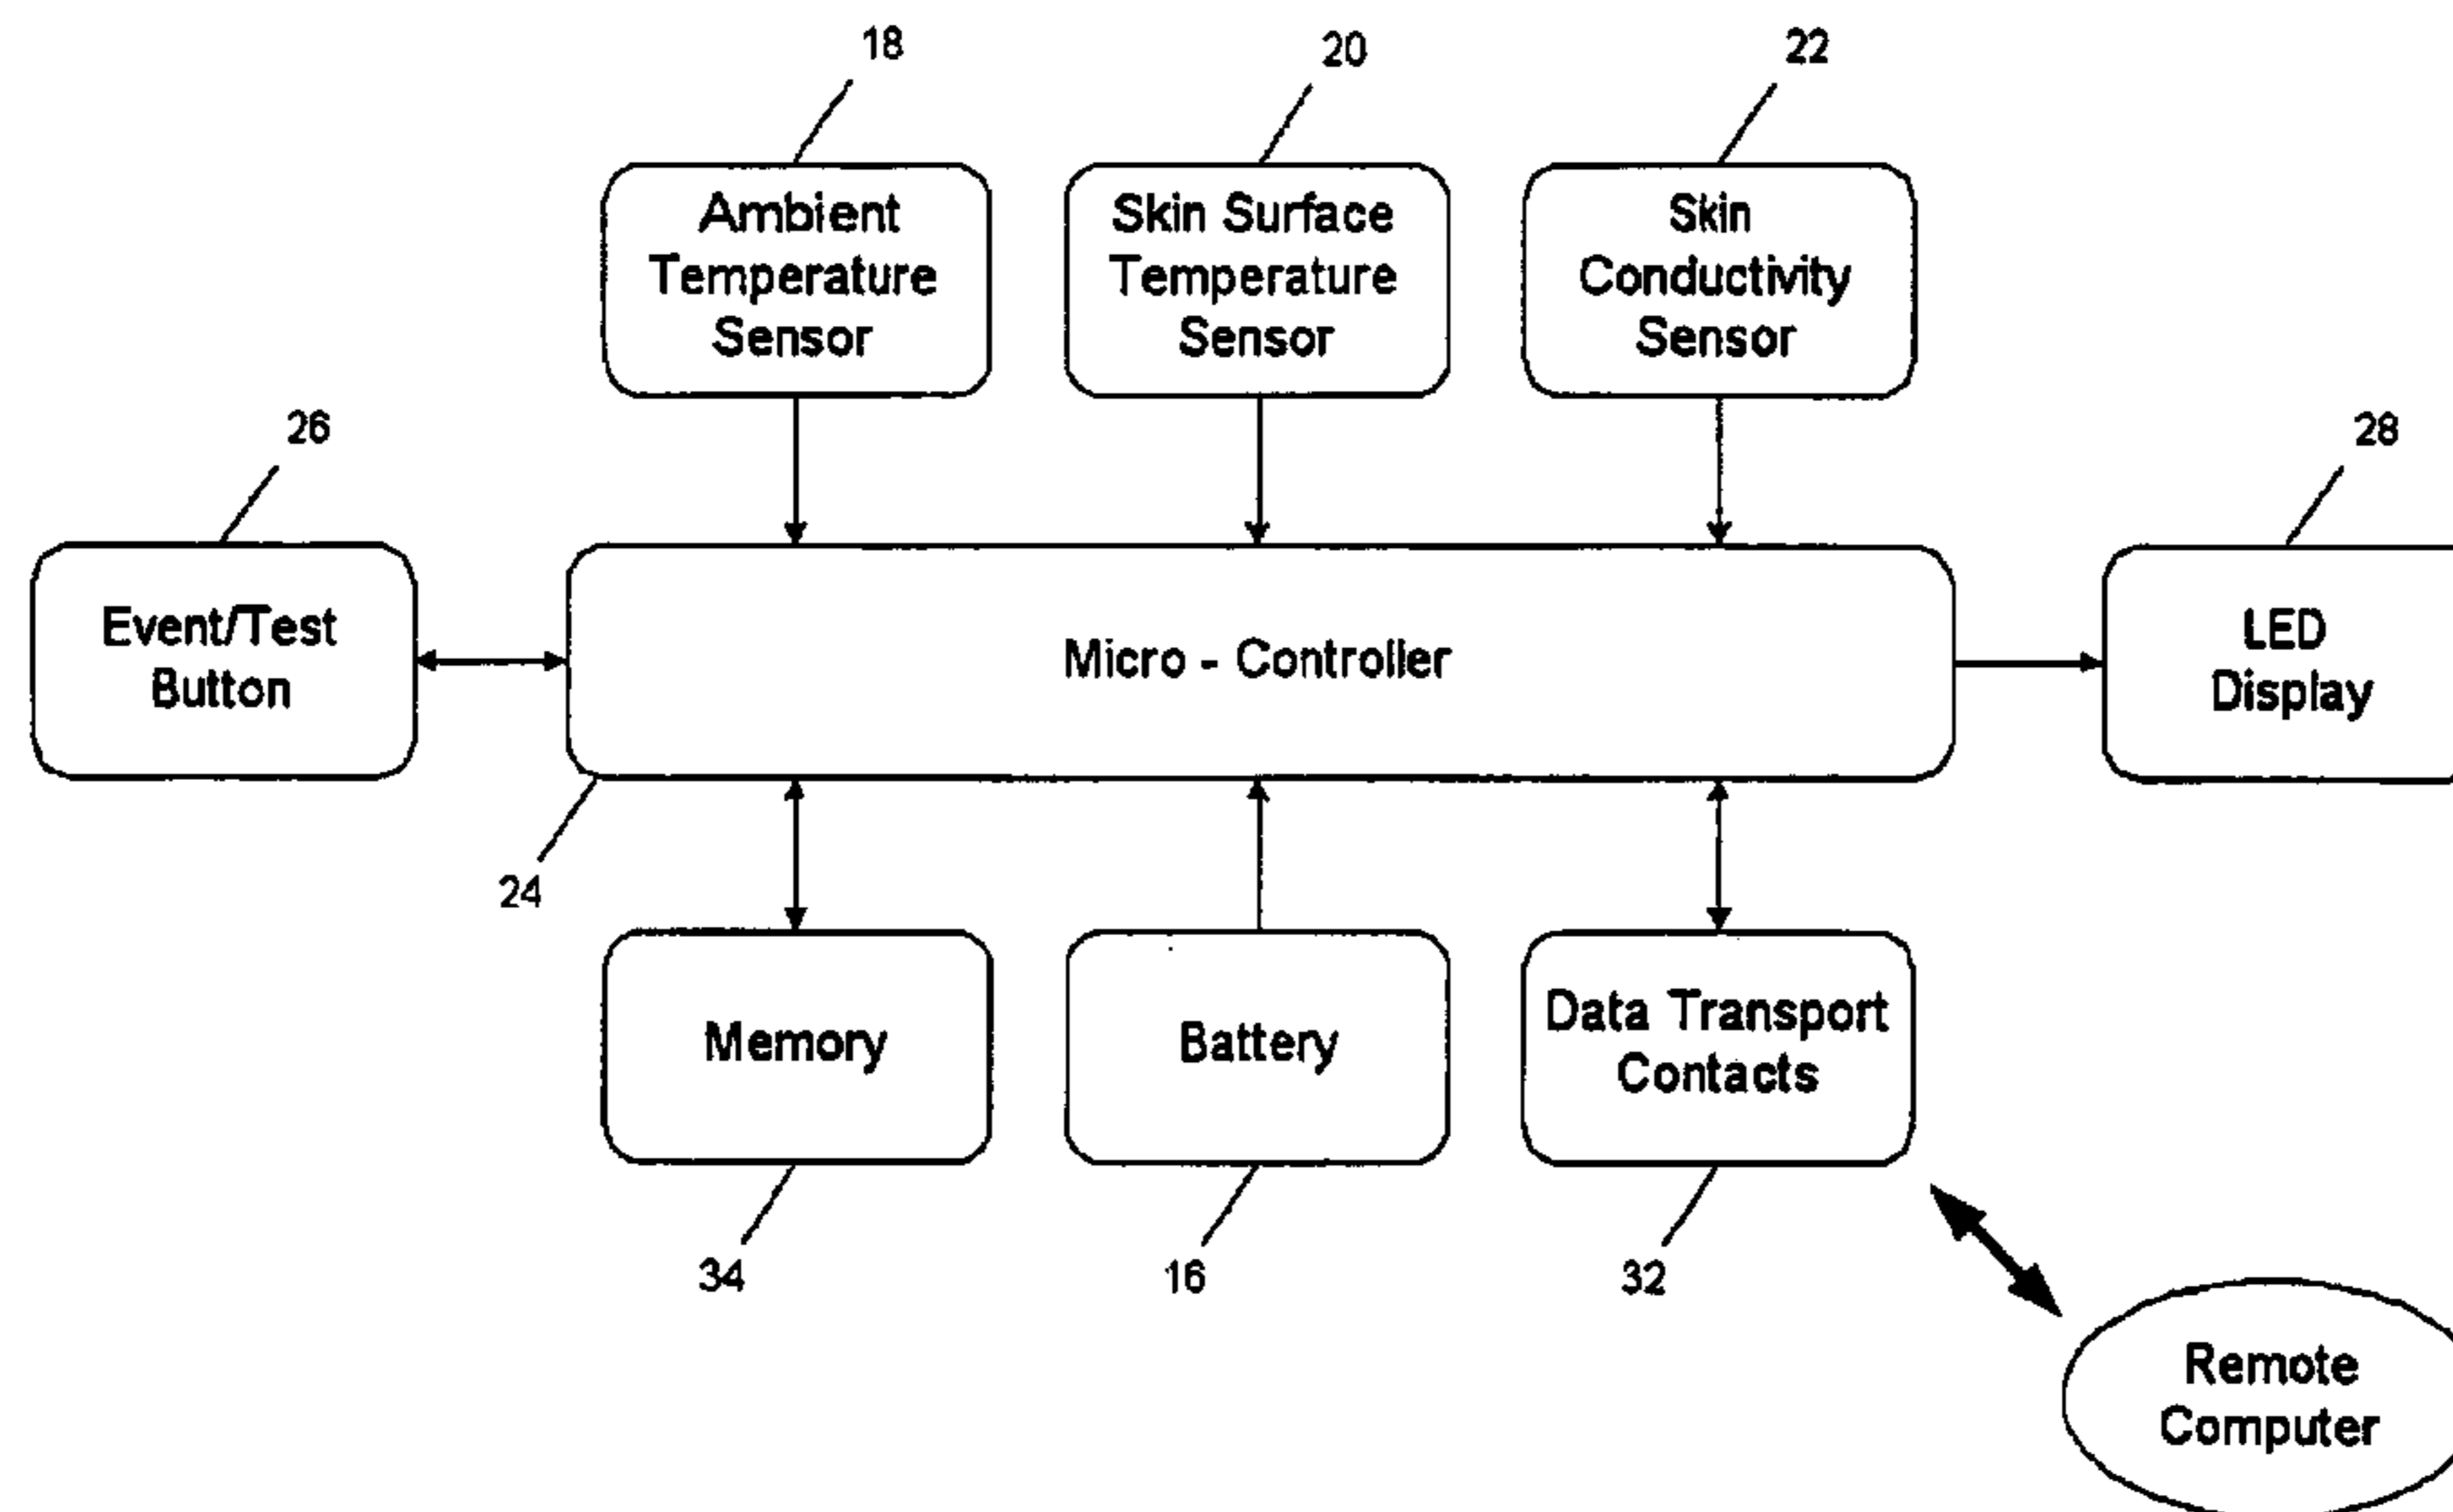 18
20
22
Ambient
Temperature
Sensor
Skin Surface
Temperature
Sensor
Skin
Conductivity
Sensor
26
28
Event/Test
Button
Micro - Controller
LED
Display
24
Memory
Battery
Data Transport
Contacts
34
16
32
Remote
Computer